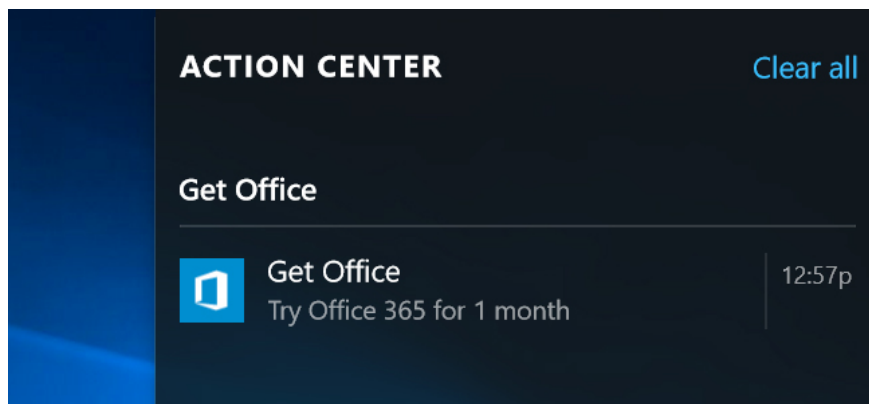 ACTION CENTER
Clear all
Get Office
Get Office
12:57p
Try Office 365 for 1 month